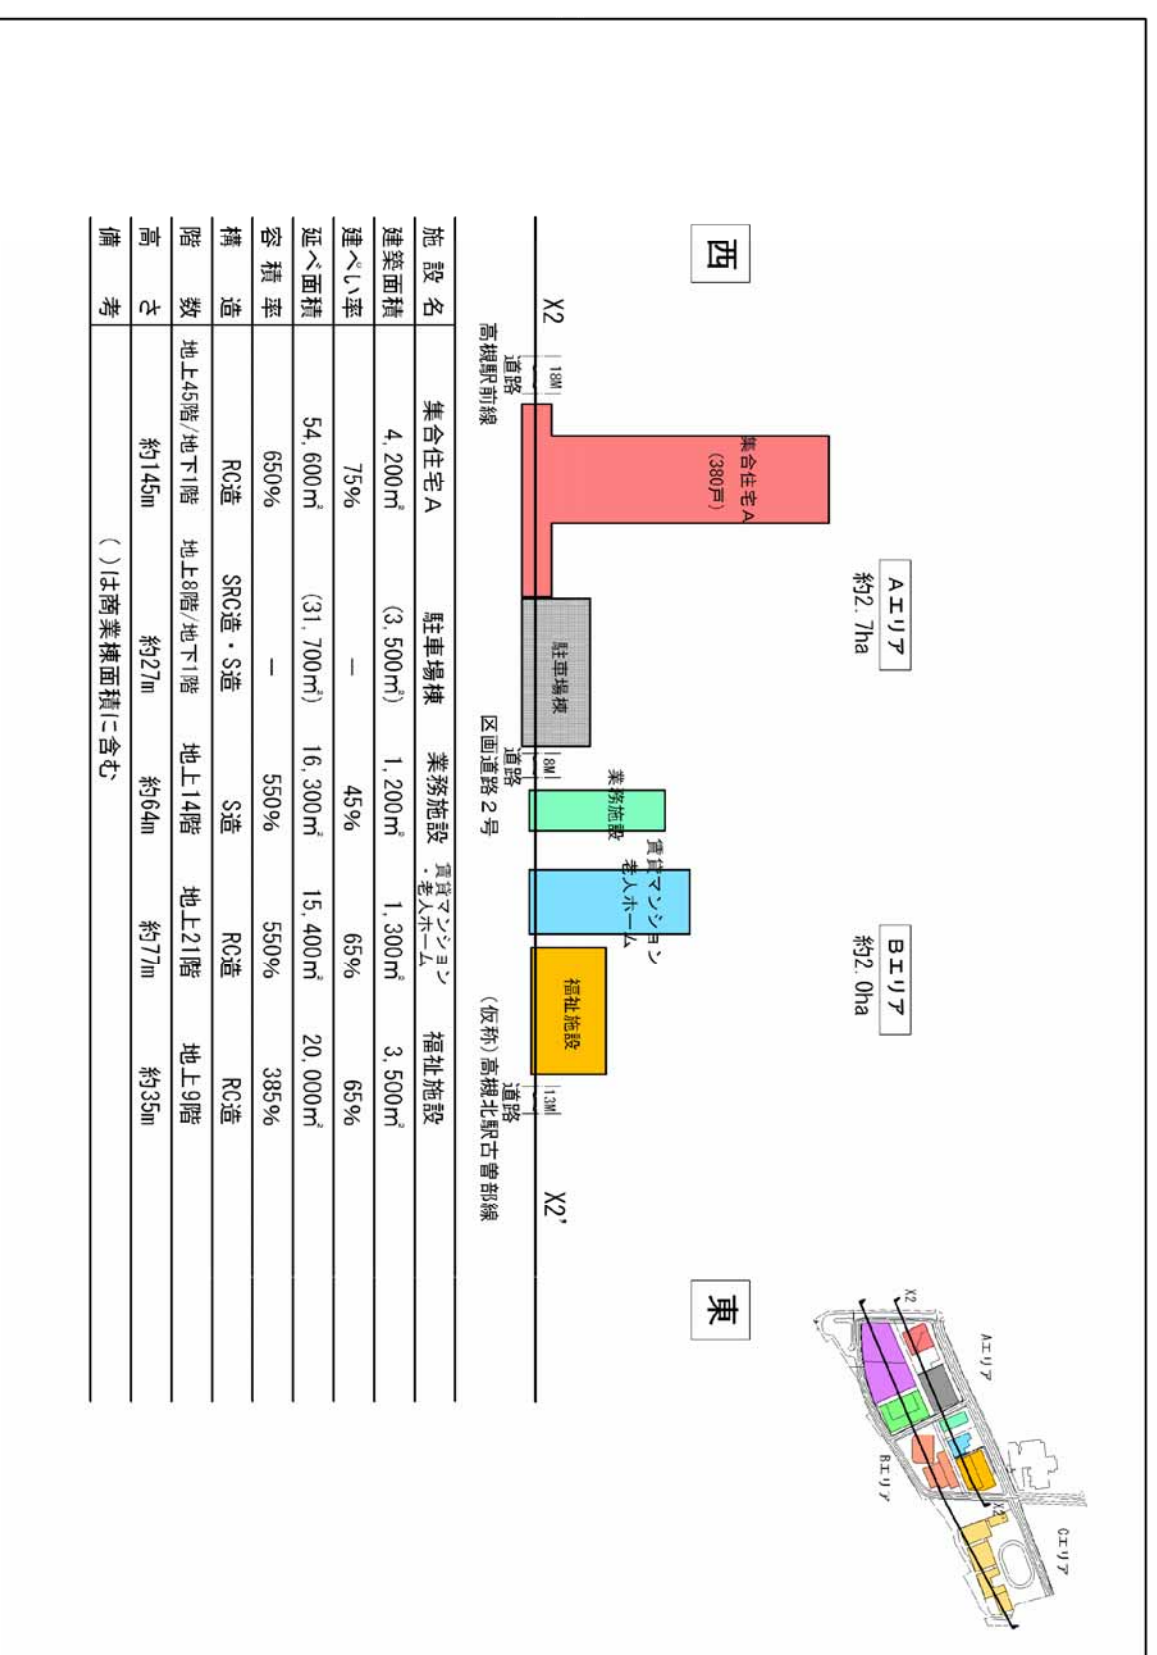 西
東
Aエリア
約2.7ha
Bエリア
約2.0ha
X2
Aエリア
Bエリア
Cエリア
X2'
集合住宅A
(380戸)
駐車場棟
業務施設
賃貸マンション
老人ホーム
福祉施設
X2
18M
8M
13M
X2'
道路
道路
道路
高槻駅前線
区画道路2号
(仮称)高槻北駅古曽部線
施設名 集合住宅A 駐車場棟 業務施設 賃貸マンション・老人ホーム 福祉施設
建築面積 4,200㎡ (3,500㎡) 1,200㎡ 1,300㎡ 3,500㎡
建ぺい率 75% — 45% 65% 65%
延べ面積 54,600㎡ (31,700㎡) 16,300㎡ 15,400㎡ 20,000㎡
容積率 650% — 550% 550% 385%
構造 RC造 SRC造・S造 S造 RC造 RC造
階数 地上45階/地下1階 地上8階/地下1階 地上14階 地上21階 地上9階
高さ 約145m 約27m 約64m 約77m 約35m
備考 ( )は商業棟面積に含む